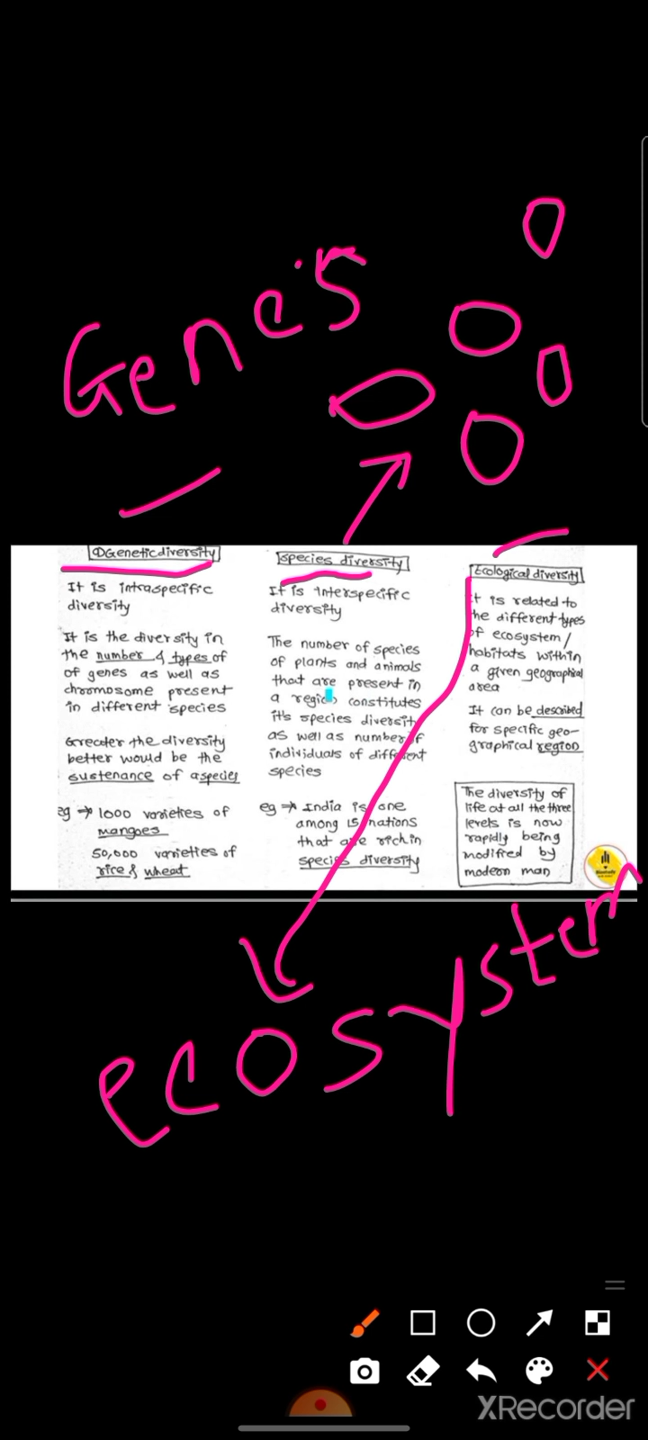 Genes
①Genetic diversity
It is intraspecific
diversity
It is the diversity in
the number & types of
of genes as well as
chromosome present
in different species
Greater the diversity
better would be the
sustenance of a species
eg → 1000 varieties of
mangoes
50,000 varieties of
rice & wheat
Species diversity
It is Interspecific
diversity
The number of species
of plants and animals
that are present in
a region constitutes
it's species diversity
as well as number of
individuals of different
species
eg → India is one
among 15 nations
that are rich in
species diversity
Ecological diversity
It is related to
the different types
of ecosystem/
habitats within
a given geographical
area
It can be described
for specific geo-
graphical region
The diversity of
life at all the three
levels is now
rapidly being
modified by
modern man
ecosystem
XRecorder